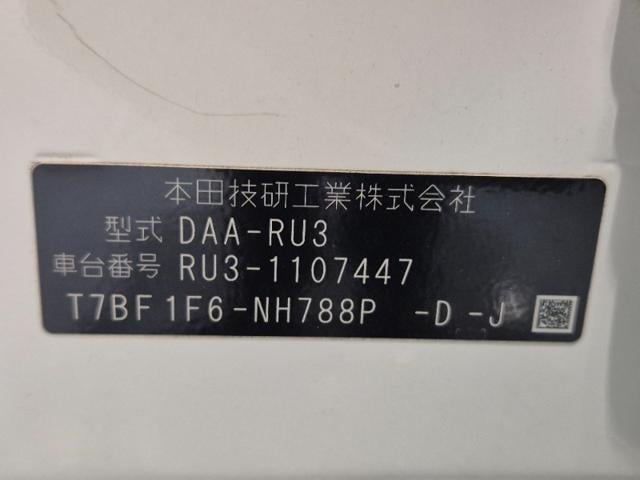 本田技研工業株式会社
型式 DAA-RU3
車台番号 RU3-1107447
T7BF1F6-NH788P -D-J